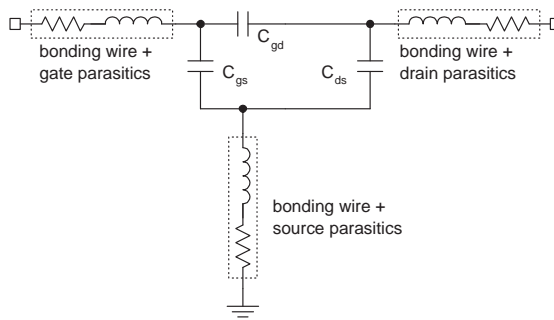 bonding wire +
gate parasitics
C_gs
C_gd
C_ds
bonding wire +
drain parasitics
bonding wire +
source parasitics